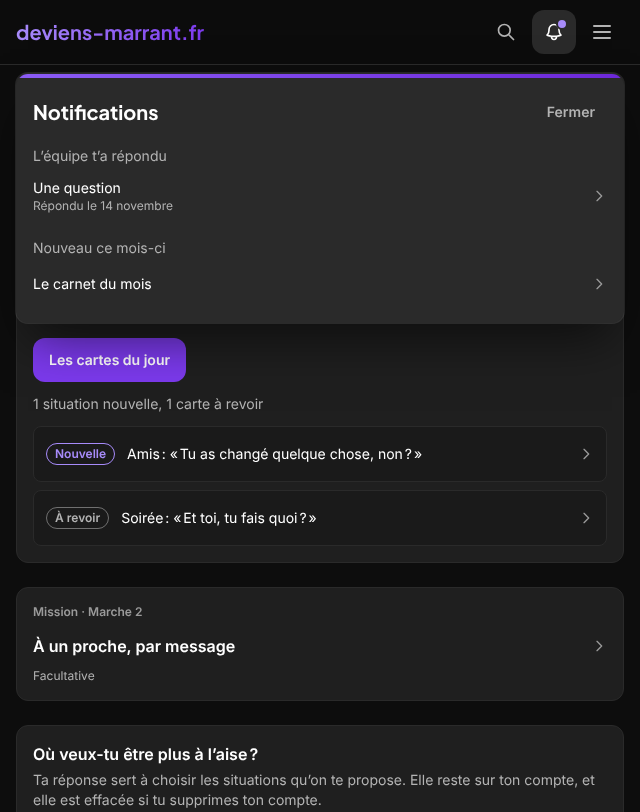 deviens-marrant.fr
Notifications
Fermer
L’équipe t’a répondu
Une question
Répondu le 14 novembre
Nouveau ce mois-ci
Le carnet du mois
Les cartes du jour
1 situation nouvelle, 1 carte à revoir
Nouvelle Amis : « Tu as changé quelque chose, non ? »
À revoir Soirée : « Et toi, tu fais quoi ? »
Mission · Marche 2
À un proche, par message
Facultative
Où veux-tu être plus à l’aise ?
Ta réponse sert à choisir les situations qu’on te propose. Elle reste sur ton compte, et
elle est effacée si tu supprimes ton compte.